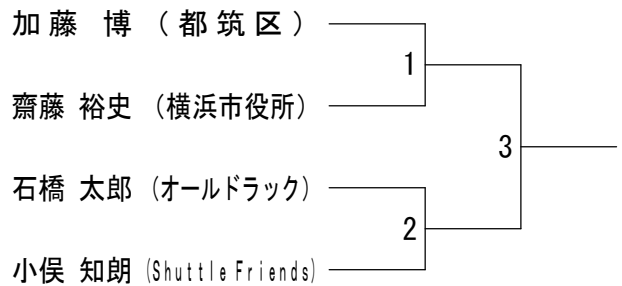 加藤 博 (都筑区)
1
齋藤 裕史 (横浜市役所)
3
石橋 太郎 (オールドラック)
2
小俣 知朗 (Shuttle Friends)